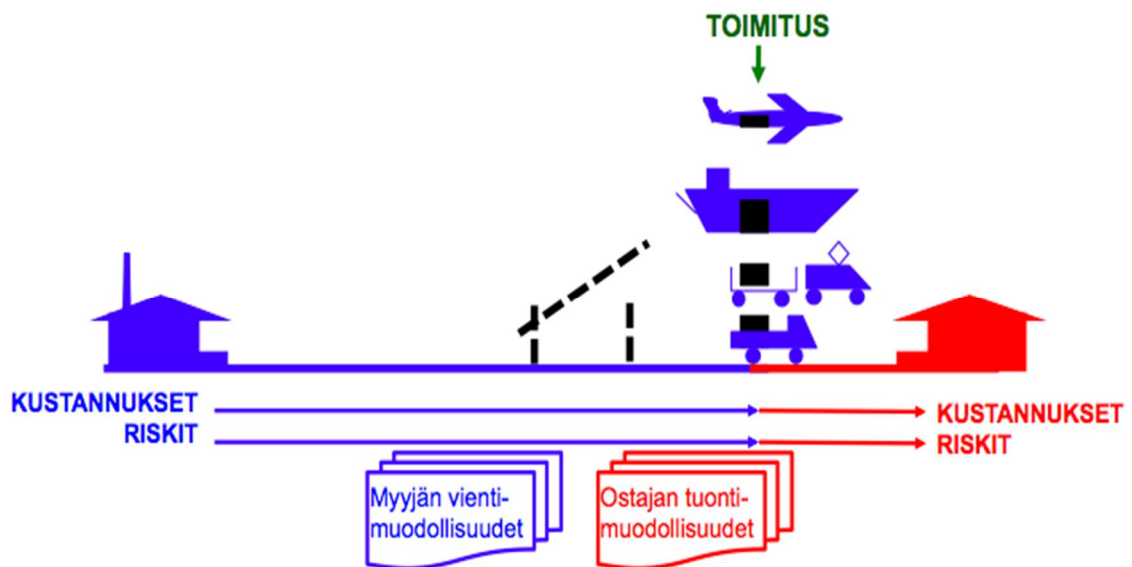 TOIMITUS
KUSTANNUKSET
RISKIT
KUSTANNUKSET
RISKIT
Myyjän vienti-
muodollisuudet
Ostajan tuonti-
muodollisuudet